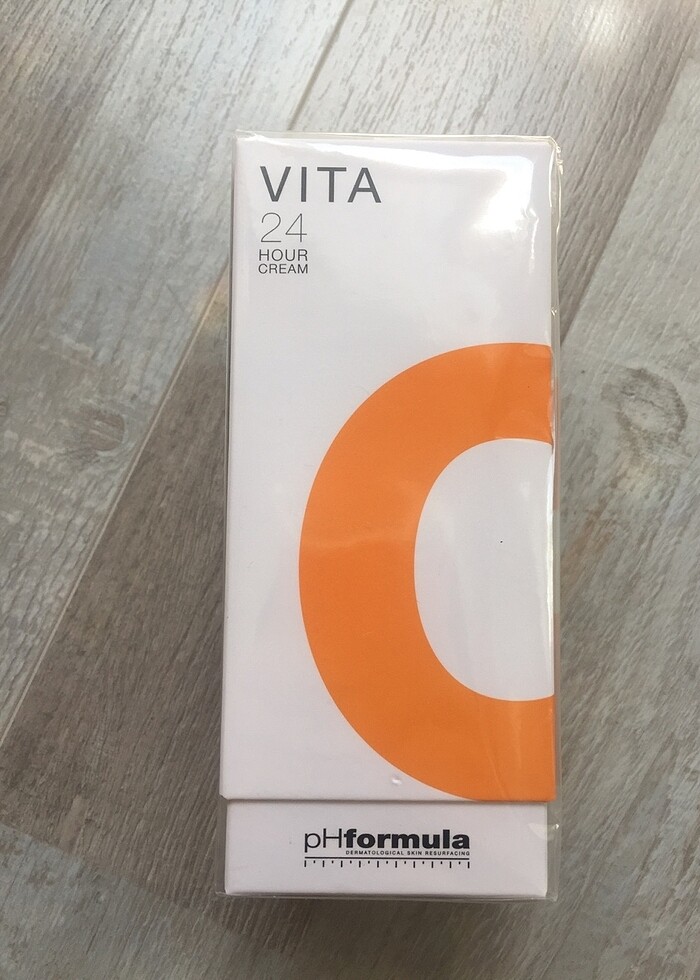 VITA
24
HOUR
CREAM
pHformula
DERMATOLOGICAL SKIN RESURFACING